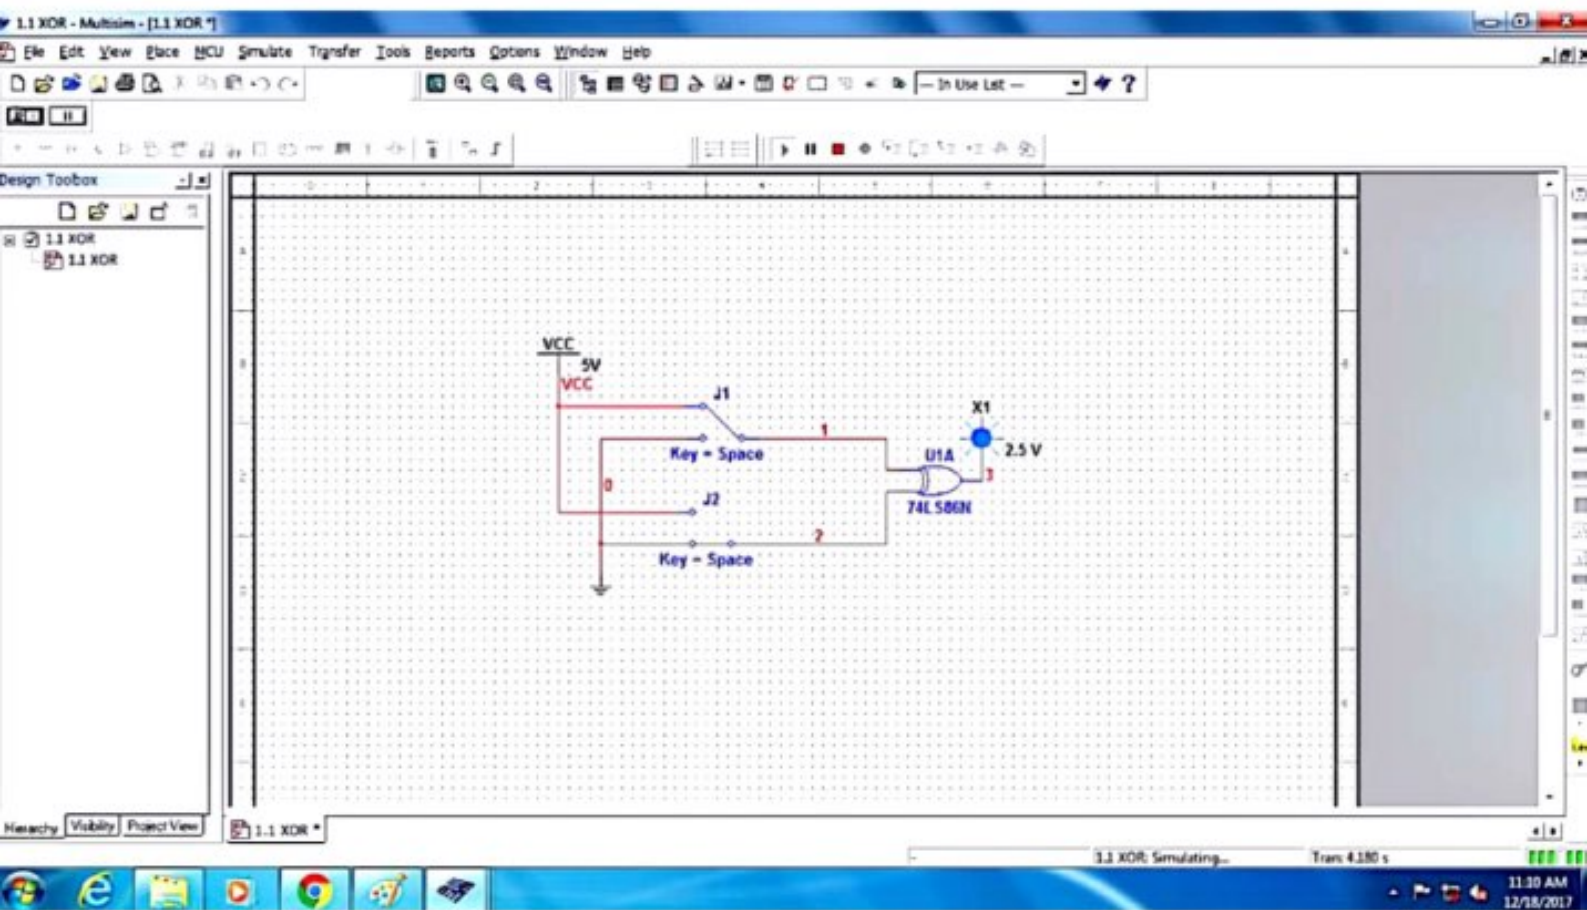 1.1 XOR - Multisim - [1.1 XOR *]
File Edit View Place MCU Simulate Transfer Tools Reports Options Window Help
--- In Use List ---
Design Toolbox
1.1 XOR
1.1 XOR
VCC
5V
VCC
J1
1
Key = Space
0
J2
2
Key = Space
X1
2.5 V
U1A
3
74LS86N
Hierarchy Visibility Project View
1.1 XOR *
1.1 XOR: Simulating...
Tran: 4.180 s
11:10 AM
12/18/2017